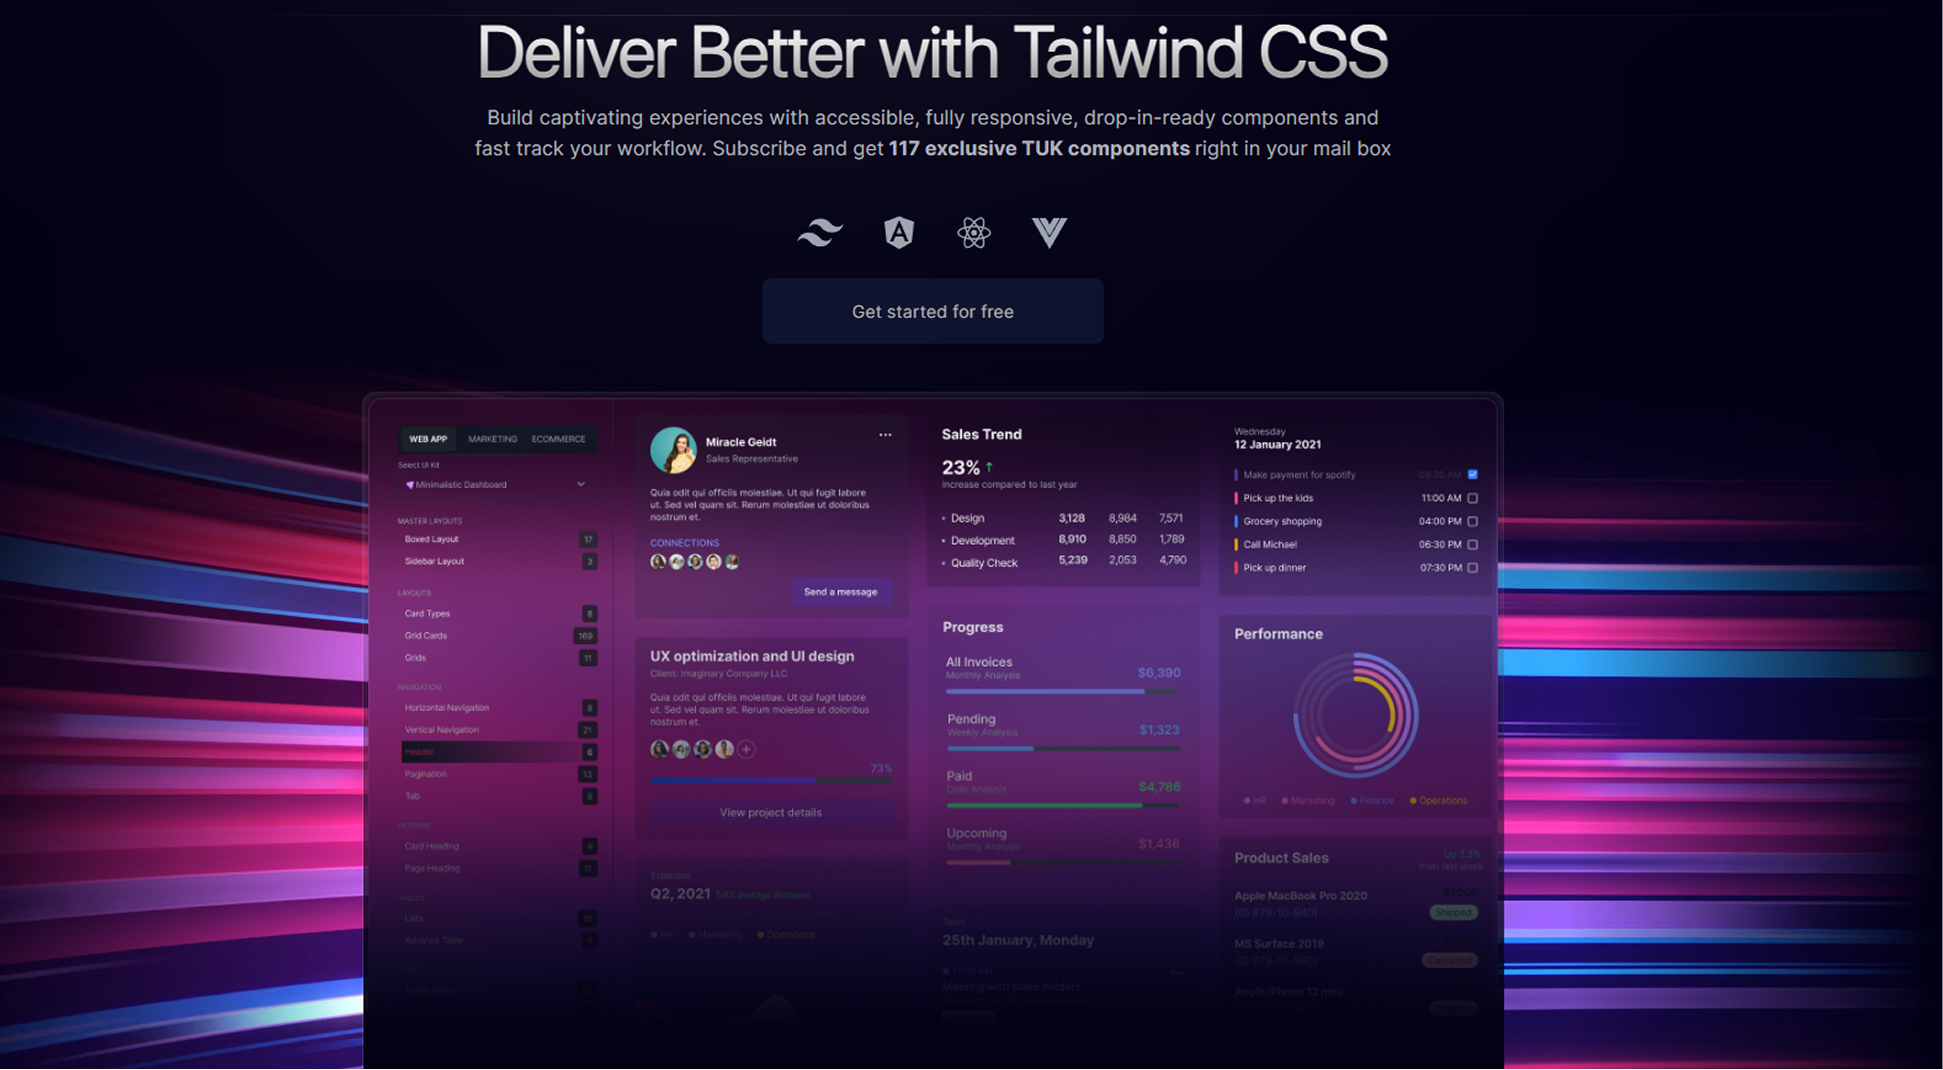 Deliver Better with Tailwind CSS
Build captivating experiences with accessible, fully responsive, drop-in-ready components and
fast track your workflow. Subscribe and get 117 exclusive TUK components right in your mail box
Get started for free
WEB APP MARKETING ECOMMERCE
Select UI Kit
Minimalistic Dashboard
MASTER LAYOUTS
Boxed Layout 17
Sidebar Layout 3
LAYOUTS
Card Types 8
Grid Cards 169
Grids 11
NAVIGATION
Horizontal Navigation 8
Vertical Navigation 21
Header 6
Pagination 13
Tab 9
HEADING
Card Heading 9
Page Heading 11
TABLES
Lists
Advance Table
Miracle Geidt
Sales Representative
Quia odit qui officiis molestiae. Ut qui fugit labore
ut. Sed vel quam sit. Rerum molestiae ut doloribus
nostrum et.
CONNECTIONS
Send a message
UX optimization and UI design
Client: Imaginary Company LLC
Quia odit qui officiis molestiae. Ut qui fugit labore
ut. Sed vel quam sit. Rerum molestiae ut doloribus
nostrum et.
73%
View project details
Expenses
Q2, 2021 5.6% average decrease
HR Marketing Operations
Sales Trend
23% ↑
Increase compared to last year
• Design 3,128 8,984 7,571
• Development 8,910 8,850 1,789
• Quality Check 5,239 2,053 4,790
Progress
All Invoices
Monthly Analysis $6,390
Pending
Weekly Analysis $1,323
Paid
Daily Analysis $4,786
Upcoming
Monthly Analysis $1,436
Tasks
25th January, Monday
Meeting with stake holders
Wednesday
12 January 2021
Make payment for spotify 09:30 AM
Pick up the kids 11:00 AM
Grocery shopping 04:00 PM
Call Michael 06:30 PM
Pick up dinner 07:30 PM
Performance
HR Marketing Finance Operations
Product Sales
Up 2.3%
from last week
Apple MacBook Pro 2020 $2200
(ID 879-10-940) Shipped
MS Surface 2019
(ID 879-10-940) Canceled
Apple iPhone 12 mini